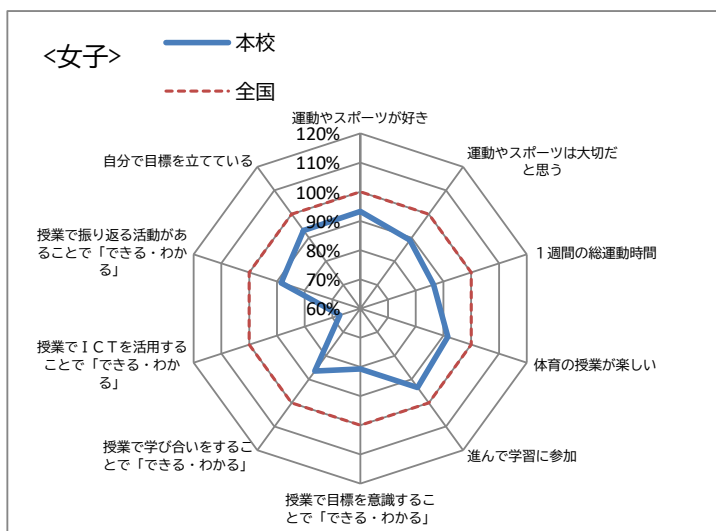 <女子>
本校
全国
運動やスポーツが好き
120%
110%
100%
90%
80%
70%
60%
運動やスポーツは大切だ
と思う
１週間の総運動時間
体育の授業が楽しい
進んで学習に参加
授業で目標を意識するこ
とで「できる・わかる」
授業で学び合いをするこ
とで「できる・わかる」
授業でＩＣＴを活用する
ことで「できる・わか
る」
授業で振り返る活動があ
ることで「できる・わか
る」
自分で目標を立てている